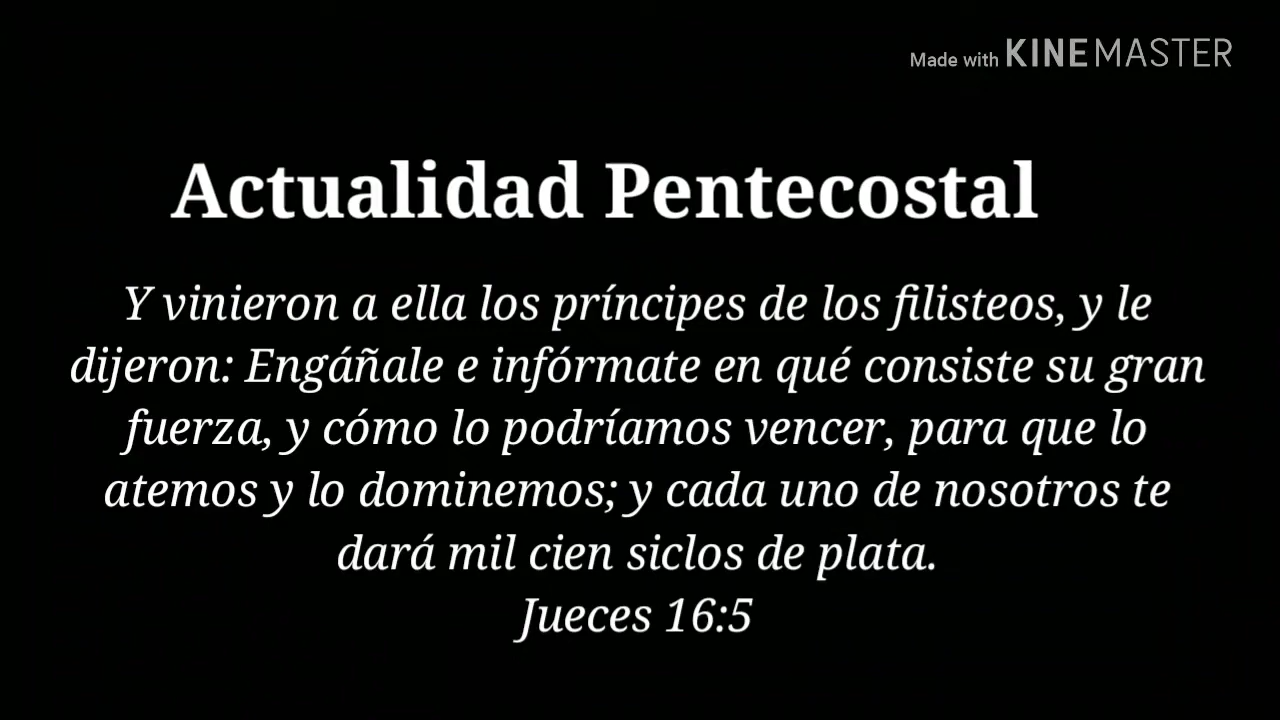 Made with KINEMASTER
Actualidad Pentecostal
Y vinieron a ella los príncipes de los filisteos, y le
dijeron: Engáñale e infórmate en qué consiste su gran
fuerza, y cómo lo podríamos vencer, para que lo
atemos y lo dominemos; y cada uno de nosotros te
dará mil cien siclos de plata.
Jueces 16:5